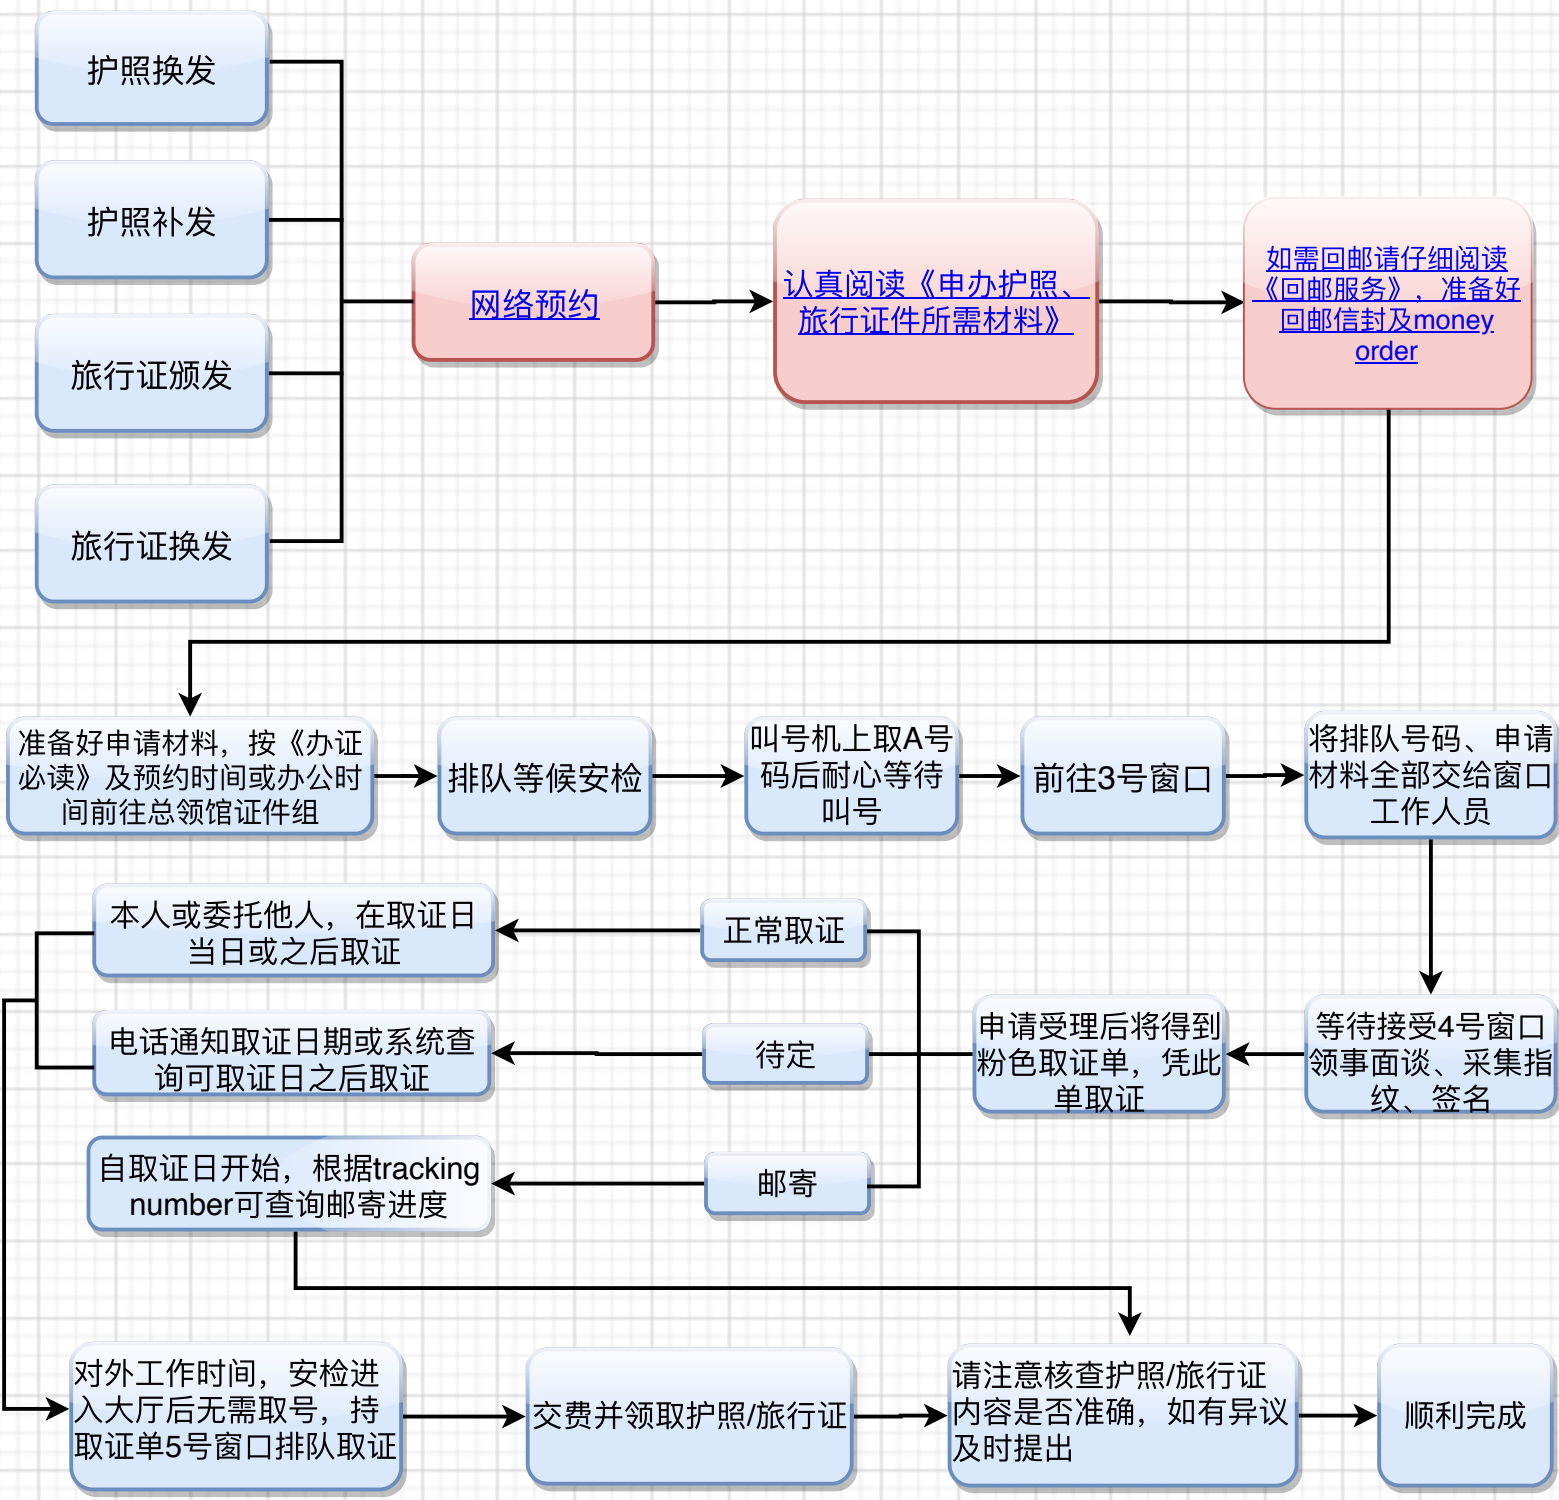 护照换发
护照补发
旅行证颁发
旅行证换发
网络预约
认真阅读《申办护照、
旅行证件所需材料》
如需回邮请仔细阅读
《回邮服务》，准备好
回邮信封及money
order
准备好申请材料，按《办证
必读》及预约时间或办公时
间前往总领馆证件组
排队等候安检
叫号机上取A号
码后耐心等待
叫号
前往3号窗口
将排队号码、申请
材料全部交给窗口
工作人员
等待接受4号窗口
领事面谈、采集指
纹、签名
申请受理后将得到
粉色取证单，凭此
单取证
正常取证
待定
邮寄
本人或委托他人，在取证日
当日或之后取证
电话通知取证日期或系统查
询可取证日之后取证
自取证日开始，根据tracking
number可查询邮寄进度
对外工作时间，安检进
入大厅后无需取号，持
取证单5号窗口排队取证
交费并领取护照/旅行证
请注意核查护照/旅行证
内容是否准确，如有异议
及时提出
顺利完成